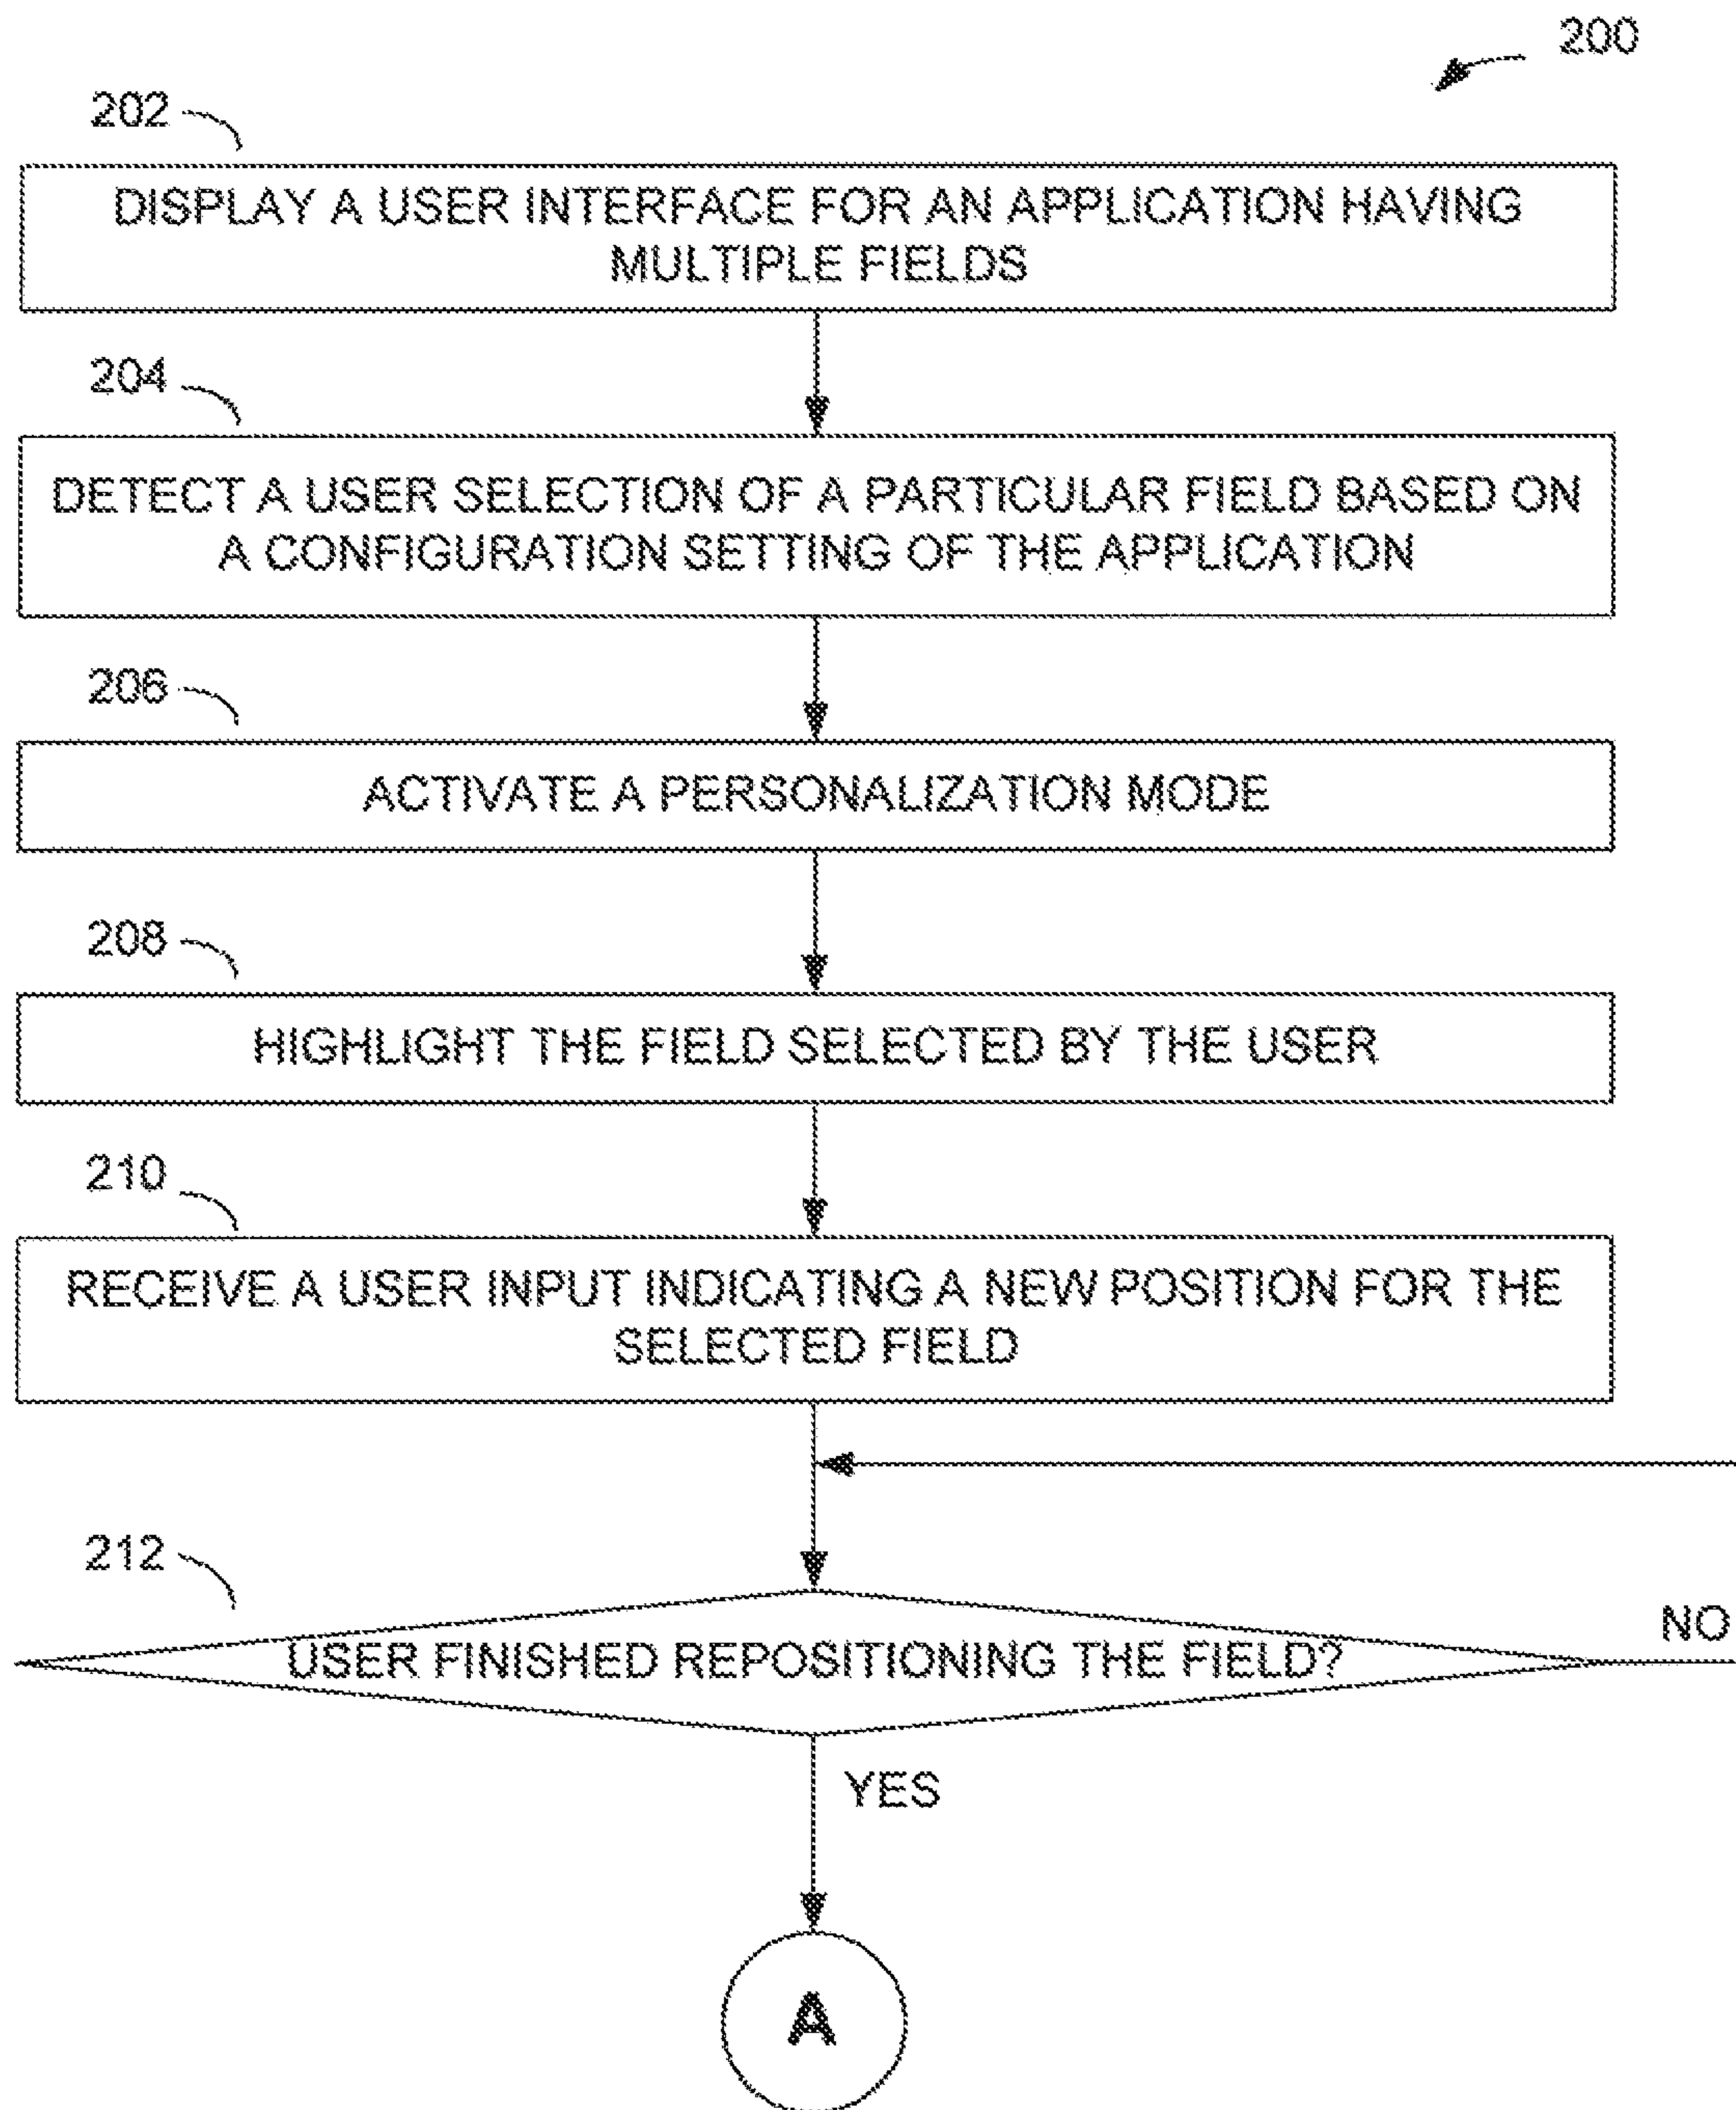 200
202
DISPLAY A USER INTERFACE FOR AN APPLICATION HAVING
MULTIPLE FIELDS
204
DETECT A USER SELECTION OF A PARTICULAR FIELD BASED ON
A CONFIGURATION SETTING OF THE APPLICATION
206
ACTIVATE A PERSONALIZATION MODE
208
HIGHLIGHT THE FIELD SELECTED BY THE USER
210
RECEIVE A USER INPUT INDICATING A NEW POSITION FOR THE
SELECTED FIELD
212
USER FINISHED REPOSITIONING THE FIELD?
NO
YES
A